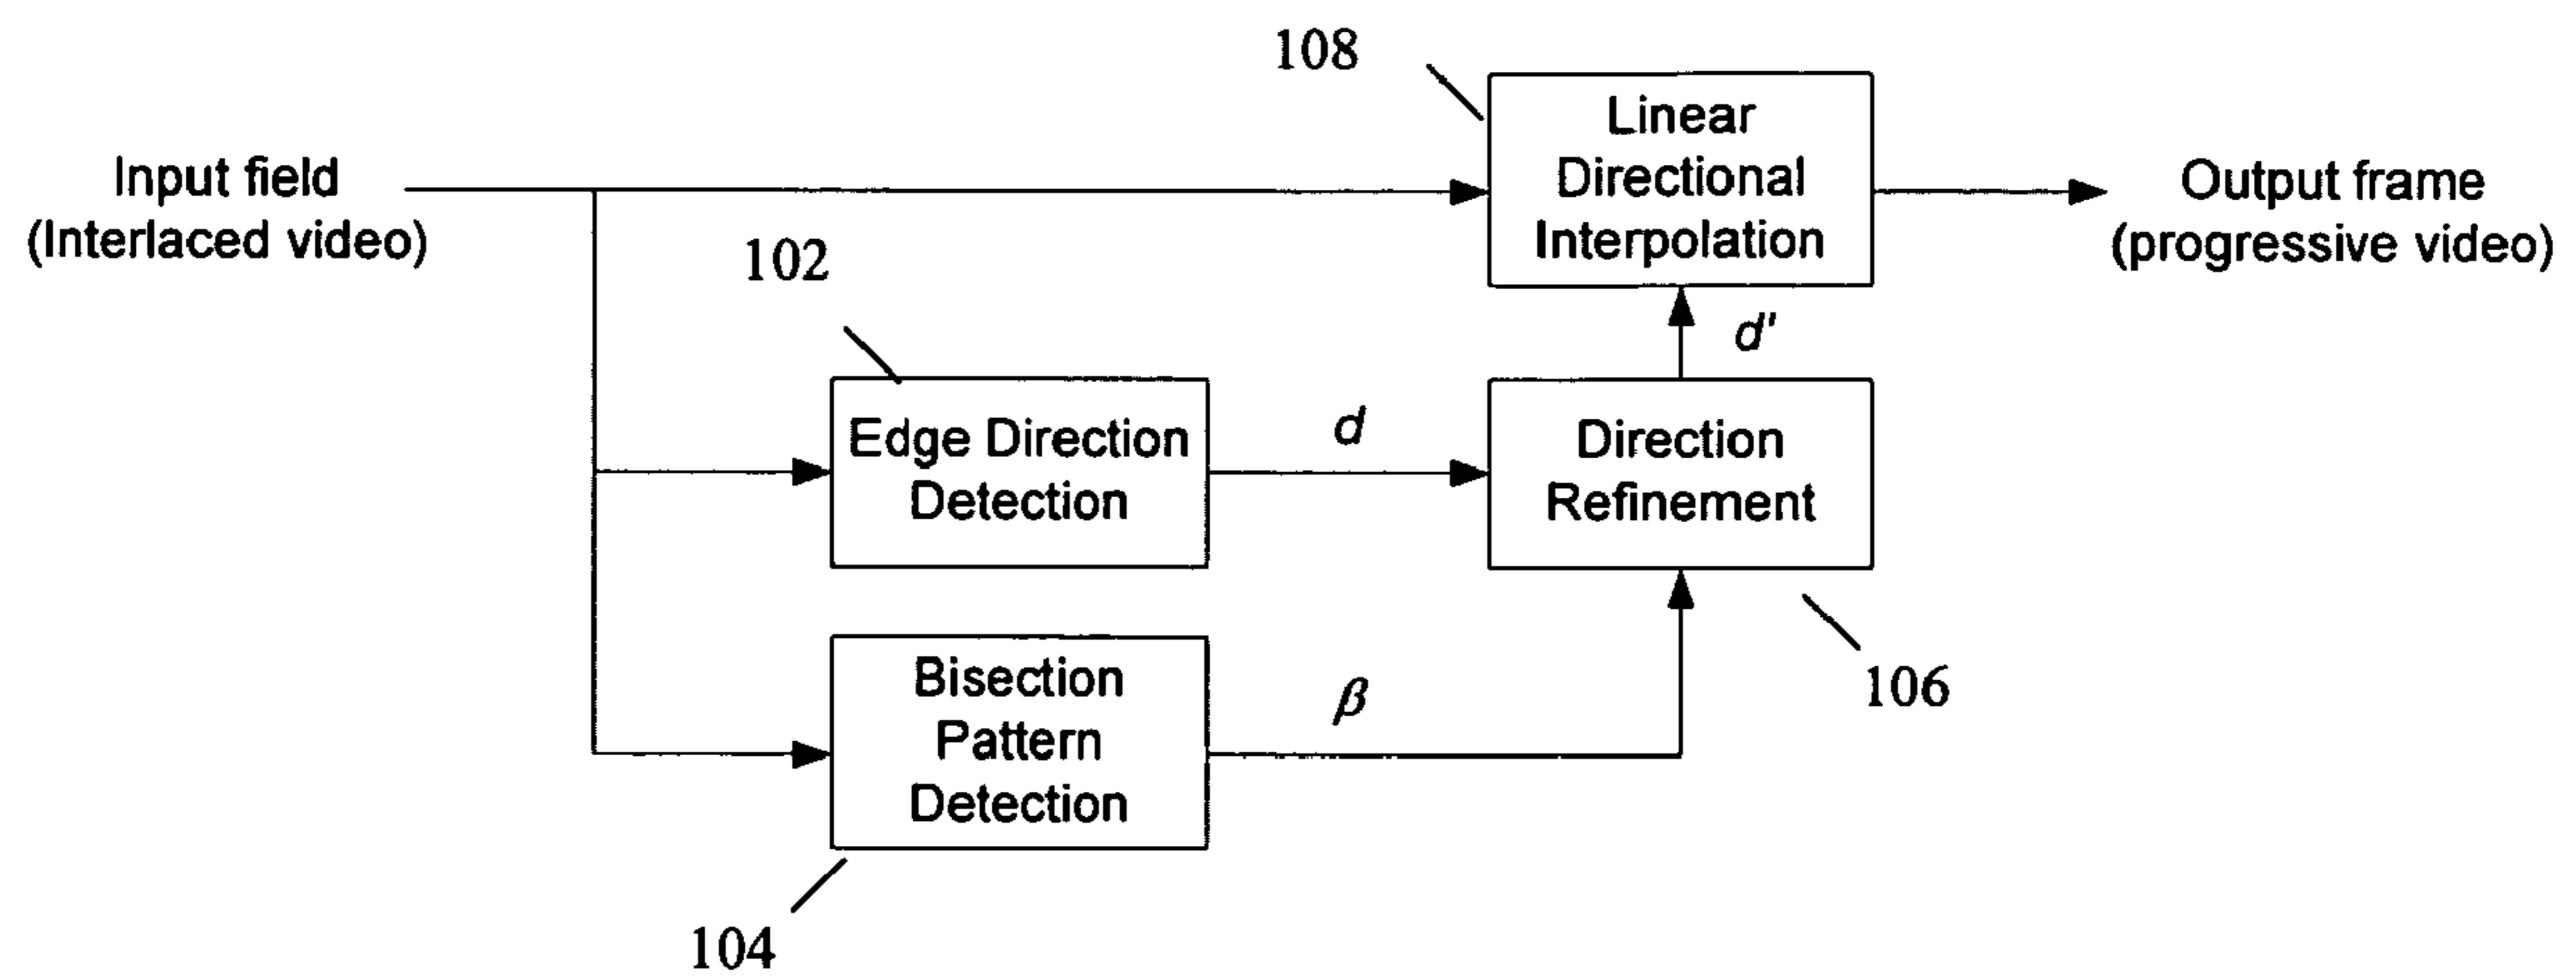 108
Linear
Directional
Interpolation
Input field
(Interlaced video)
Output frame
(progressive video)
102
d'
Edge Direction
Detection
d
Direction
Refinement
Bisection
Pattern
Detection
β
106
104